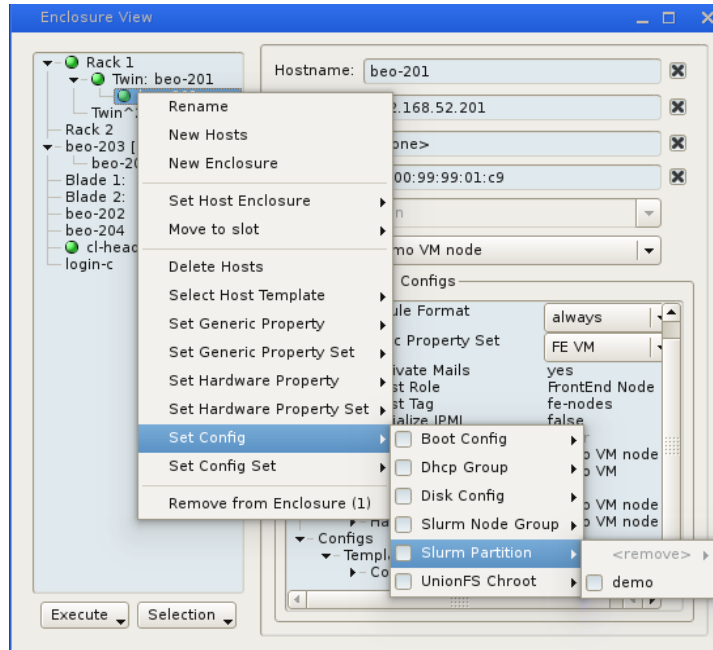 Enclosure View
Rack 1
Twin: beo-201
Twin^
Rack 2
beo-203 [
beo-20
Blade 1:
Blade 2:
beo-202
beo-204
cl-head
login-c
Execute
Selection
Hostname:
beo-201
2.168.52.201
one>
00:99:99:01:c9
n
mo VM node
Configs
ule Format
always
c Property Set
FE VM
ivate Mails
yes
st Role
FrontEnd Node
st Tag
fe-nodes
ialize IPMI
false
o VM node
o VM
o VM node
o VM node
Ha
Configs
Templ
Co
Rename
New Hosts
New Enclosure
Set Host Enclosure
Move to slot
Delete Hosts
Select Host Template
Set Generic Property
Set Generic Property Set
Set Hardware Property
Set Hardware Property Set
Set Config
Set Config Set
Remove from Enclosure (1)
Boot Config
Dhcp Group
Disk Config
Slurm Node Group
Slurm Partition
UnionFS Chroot
<remove>
demo